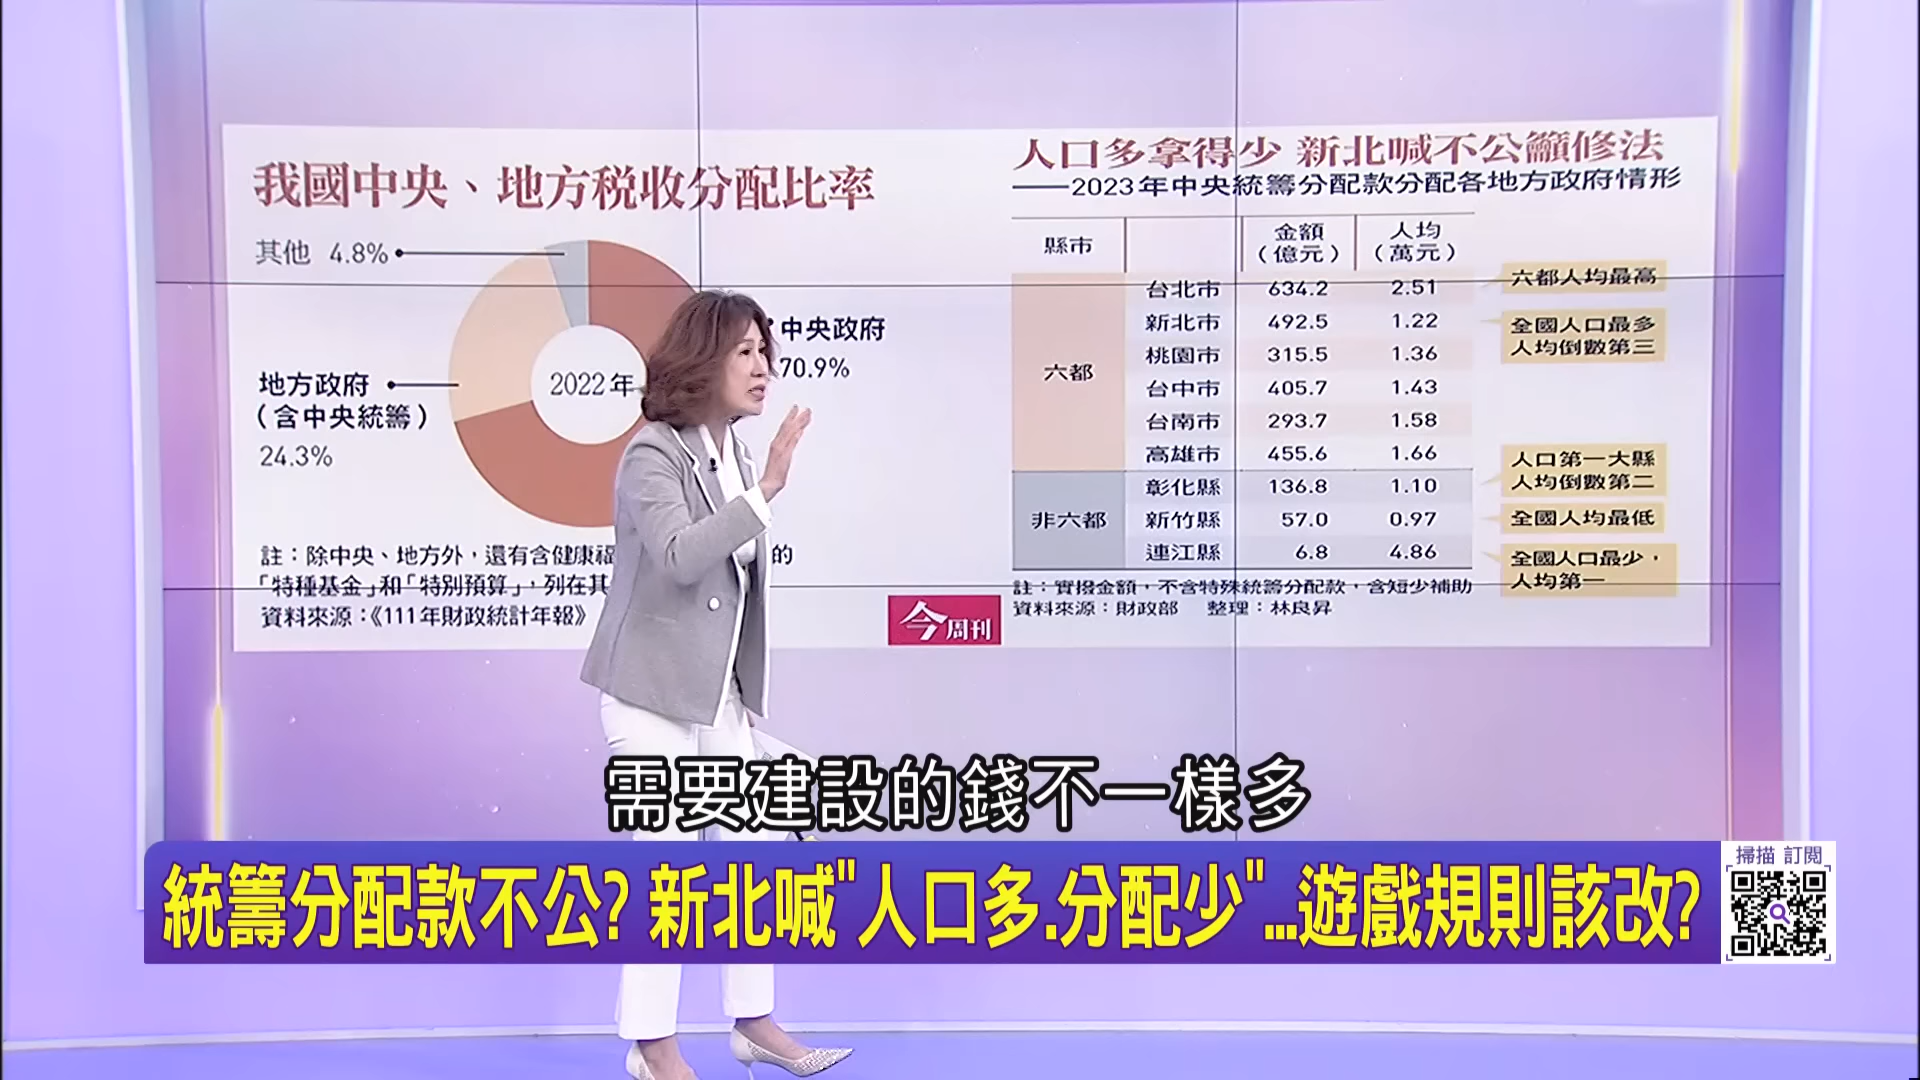 我國中央、地方稅收分配比率
其他 4.8%
中央政府
70.9%
2022年
地方政府
(含中央統籌)
24.3%
註:除中央、地方外,還有含健康福
的
「特種基金」和「特別預算」,列在其
資料來源:《111年財政統計年報》
今周刊
人口多拿得少 新北喊不公籲修法
——2023年中央統籌分配款分配各地方政府情形
縣市 金額(億元) 人均(萬元)
六都
台北市 634.2 2.51
新北市 492.5 1.22
桃園市 315.5 1.36
台中市 405.7 1.43
台南市 293.7 1.58
高雄市 455.6 1.66
非六都
彰化縣 136.8 1.10
新竹縣 57.0 0.97
連江縣 6.8 4.86
六都人均最高
全國人口最多
人均倒數第三
人口第一大縣
人均倒數第二
全國人均最低
全國人口最少,
人均第一
註:實撥金額,不含特殊統籌分配款,含短少補助
資料來源:財政部 整理:林良昇
需要建設的錢不一樣多
統籌分配款不公? 新北喊"人口多.分配少"...遊戲規則該改?
掃描 訂閱